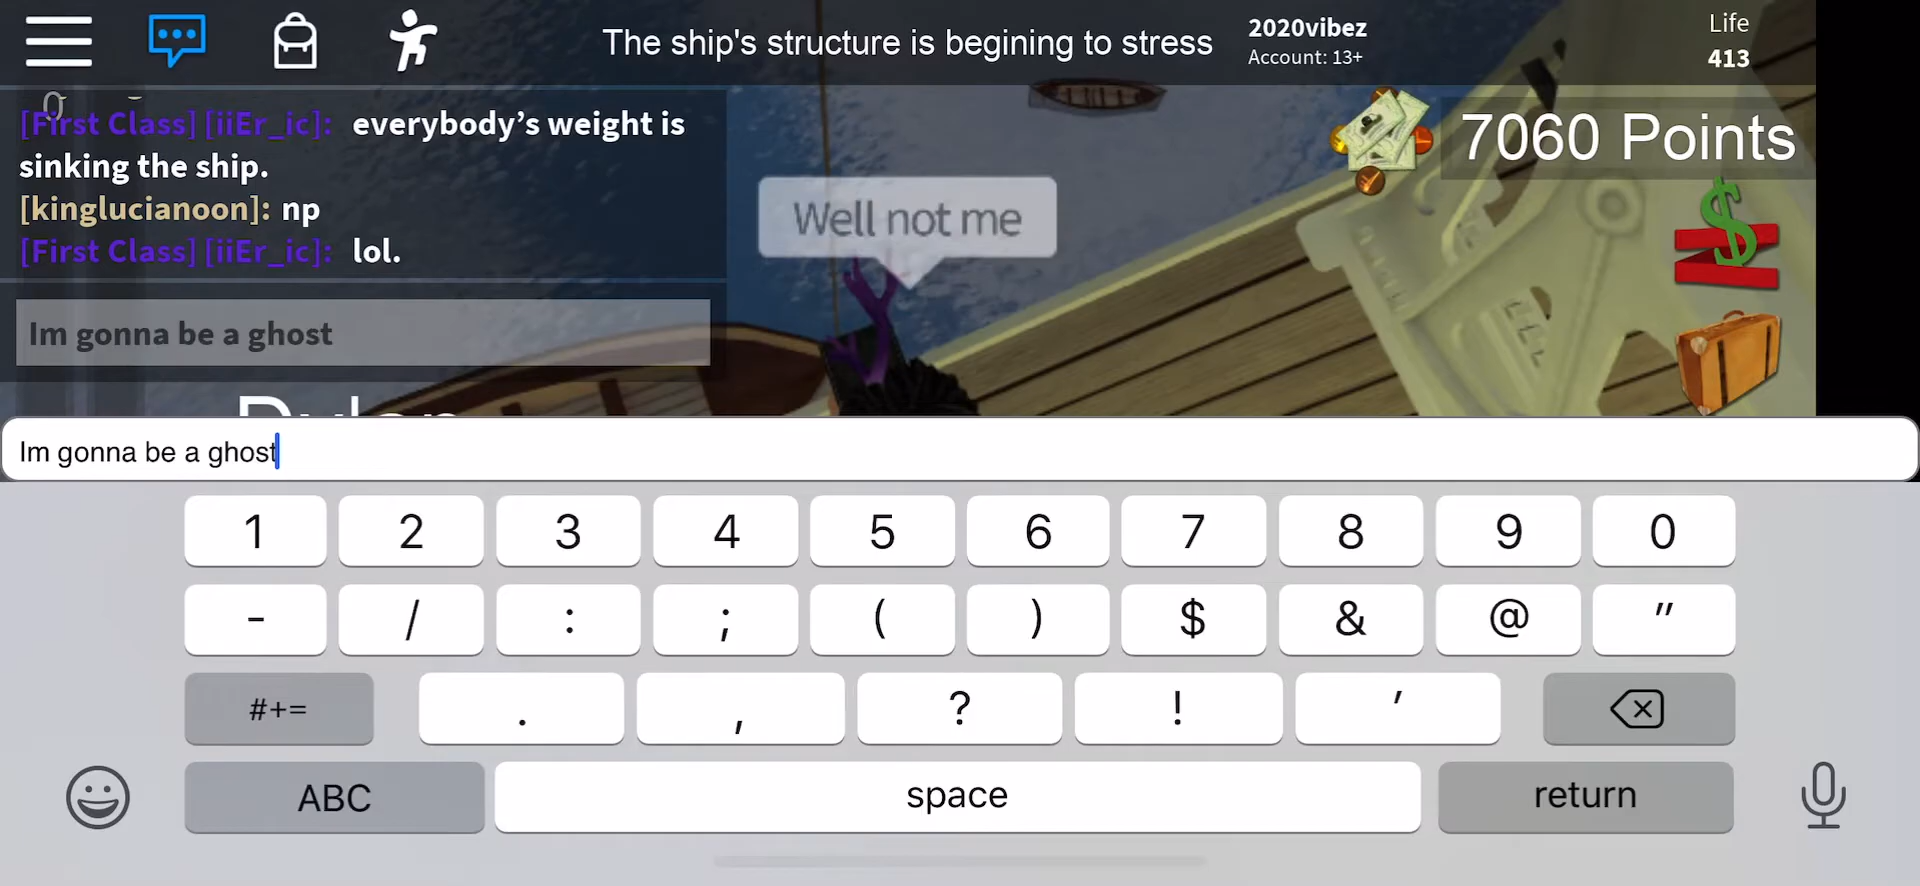 The ship's structure is begining to stress
2020vibez
Account: 13+
Life
413
[First Class] [iiEr_ic]: everybody’s weight is
sinking the ship.
[kinglucianoon]: np
[First Class] [iiEr_ic]: lol.
7060 Points
Well not me
Im gonna be a ghost
Im gonna be a ghost
1 2 3 4 5 6 7 8 9 0
- / : ; ( ) $ & @ "
#+= . , ? ! '
ABC space return